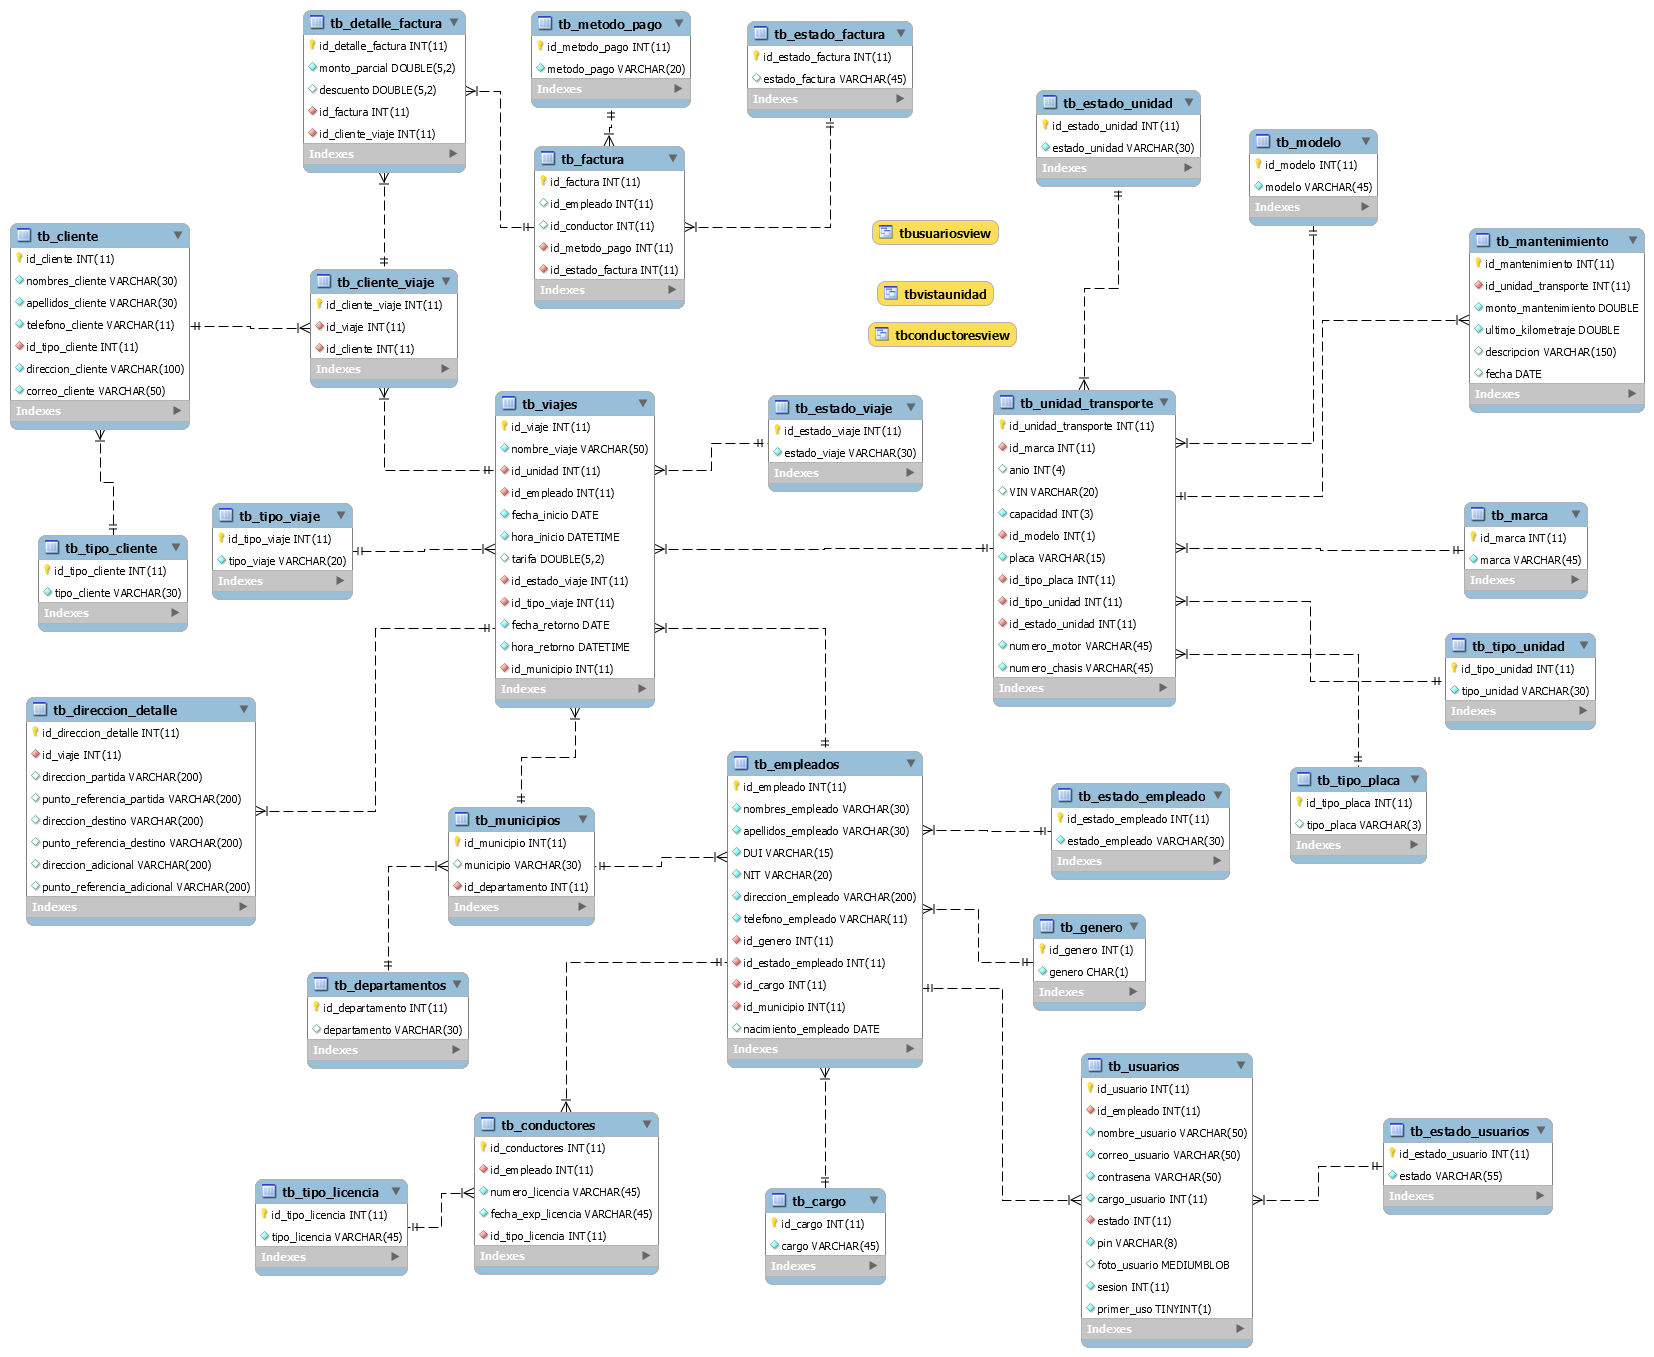 tb_detalle_factura
id_detalle_factura INT(11)
monto_parcial DOUBLE(5,2)
descuento DOUBLE(5,2)
id_factura INT(11)
id_cliente_viaje INT(11)
Indexes
tb_metodo_pago
id_metodo_pago INT(11)
metodo_pago VARCHAR(20)
Indexes
tb_estado_factura
id_estado_factura INT(11)
estado_factura VARCHAR(45)
Indexes
tb_factura
id_factura INT(11)
id_empleado INT(11)
id_conductor INT(11)
id_metodo_pago INT(11)
id_estado_factura INT(11)
Indexes
tb_estado_unidad
id_estado_unidad INT(11)
estado_unidad VARCHAR(30)
Indexes
tb_modelo
id_modelo INT(11)
modelo VARCHAR(45)
Indexes
tb_cliente
id_cliente INT(11)
nombres_cliente VARCHAR(30)
apellidos_cliente VARCHAR(30)
telefono_cliente VARCHAR(11)
id_tipo_cliente INT(11)
direccion_cliente VARCHAR(100)
correo_cliente VARCHAR(50)
Indexes
tb_cliente_viaje
id_cliente_viaje INT(11)
id_viaje INT(11)
id_cliente INT(11)
Indexes
tbusuariosview
tbvistaunidad
tbconductoresview
tb_mantenimiento
id_mantenimiento INT(11)
id_unidad_transporte INT(11)
monto_mantenimiento DOUBLE
ultimo_kilometraje DOUBLE
descripcion VARCHAR(150)
fecha DATE
Indexes
tb_viajes
id_viaje INT(11)
nombre_viaje VARCHAR(50)
id_unidad INT(11)
id_empleado INT(11)
fecha_inicio DATE
hora_inicio DATETIME
tarifa DOUBLE(5,2)
id_estado_viaje INT(11)
id_tipo_viaje INT(11)
fecha_retorno DATE
hora_retorno DATETIME
id_municipio INT(11)
Indexes
tb_estado_viaje
id_estado_viaje INT(11)
estado_viaje VARCHAR(30)
Indexes
tb_unidad_transporte
id_unidad_transporte INT(11)
id_marca INT(11)
anio INT(4)
VIN VARCHAR(20)
capacidad INT(3)
id_modelo INT(1)
placa VARCHAR(15)
id_tipo_placa INT(11)
id_tipo_unidad INT(11)
id_estado_unidad INT(11)
numero_motor VARCHAR(45)
numero_chasis VARCHAR(45)
Indexes
tb_tipo_viaje
id_tipo_viaje INT(11)
tipo_viaje VARCHAR(20)
Indexes
tb_tipo_cliente
id_tipo_cliente INT(11)
tipo_cliente VARCHAR(30)
Indexes
tb_marca
id_marca INT(11)
marca VARCHAR(45)
Indexes
tb_tipo_unidad
id_tipo_unidad INT(11)
tipo_unidad VARCHAR(30)
Indexes
tb_direccion_detalle
id_direccion_detalle INT(11)
id_viaje INT(11)
direccion_partida VARCHAR(200)
punto_referencia_partida VARCHAR(200)
direccion_destino VARCHAR(200)
punto_referencia_destino VARCHAR(200)
direccion_adicional VARCHAR(200)
punto_referencia_adicional VARCHAR(200)
Indexes
tb_municipios
id_municipio INT(11)
municipio VARCHAR(30)
id_departamento INT(11)
Indexes
tb_empleados
id_empleado INT(11)
nombres_empleado VARCHAR(30)
apellidos_empleado VARCHAR(30)
DUI VARCHAR(15)
NIT VARCHAR(20)
direccion_empleado VARCHAR(200)
telefono_empleado VARCHAR(11)
id_genero INT(11)
id_estado_empleado INT(11)
id_cargo INT(11)
id_municipio INT(11)
nacimiento_empleado DATE
Indexes
tb_estado_empleado
id_estado_empleado INT(11)
estado_empleado VARCHAR(30)
Indexes
tb_tipo_placa
id_tipo_placa INT(11)
tipo_placa VARCHAR(3)
Indexes
tb_genero
id_genero INT(1)
genero CHAR(1)
Indexes
tb_departamentos
id_departamento INT(11)
departamento VARCHAR(30)
Indexes
tb_conductores
id_conductores INT(11)
id_empleado INT(11)
numero_licencia VARCHAR(45)
fecha_exp_licencia VARCHAR(45)
id_tipo_licencia INT(11)
Indexes
tb_tipo_licencia
id_tipo_licencia INT(11)
tipo_licencia VARCHAR(45)
Indexes
tb_cargo
id_cargo INT(11)
cargo VARCHAR(45)
Indexes
tb_usuarios
id_usuario INT(11)
id_empleado INT(11)
nombre_usuario VARCHAR(50)
correo_usuario VARCHAR(50)
contrasena VARCHAR(50)
cargo_usuario INT(11)
estado INT(11)
pin VARCHAR(8)
foto_usuario MEDIUMBLOB
sesion INT(11)
primer_uso TINYINT(1)
Indexes
tb_estado_usuarios
id_estado_usuario INT(11)
estado VARCHAR(55)
Indexes